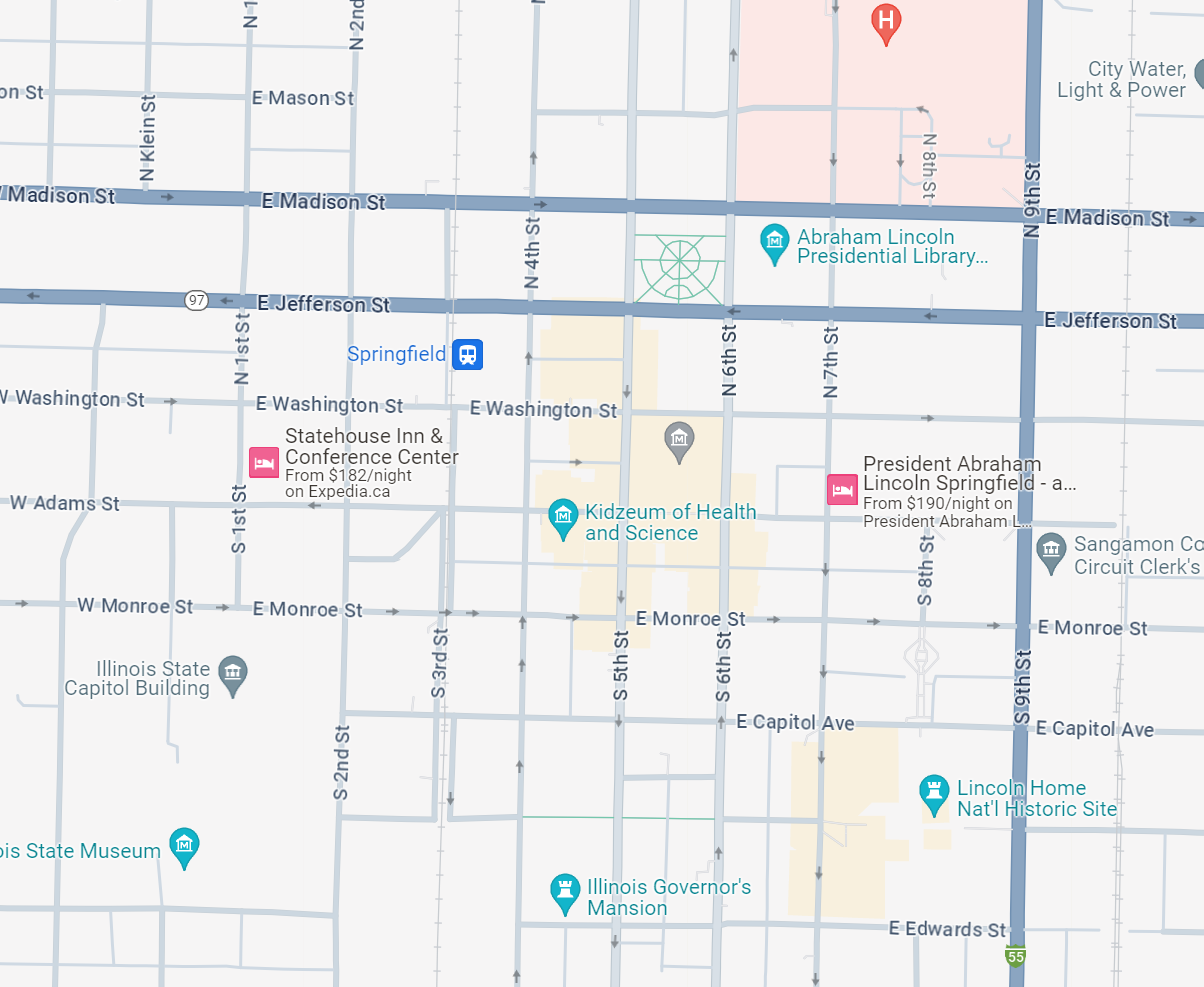 N 1
N 2nd
N
H
City Water,
Light & Power
on St
E Mason St
N Klein St
N 8th St
N 9th St
Madison St
E Madison St
E Madison St
N 4th St
M
Abraham Lincoln
Presidential Library...
97
E Jefferson St
E Jefferson St
N 1st St
Springfield
N 6th St
N 7th St
W Washington St
E Washington St
E Washington St
M
Statehouse Inn &
Conference Center
From $182/night
on Expedia.ca
President Abraham
Lincoln Springfield - a...
From $190/night on
President Abraham L...
W Adams St
S 1st St
M
Kidzeum of Health
and Science
S 8th St
Sangamon Co
Circuit Clerk's
W Monroe St
E Monroe St
E Monroe St
E Monroe St
Illinois State
Capitol Building
S 3rd St
S 5th St
S 6th St
S 9th St
E Capitol Ave
E Capitol Ave
S 2nd St
Lincoln Home
Nat'l Historic Site
ois State Museum
M
Illinois Governor's
Mansion
E Edwards St
55